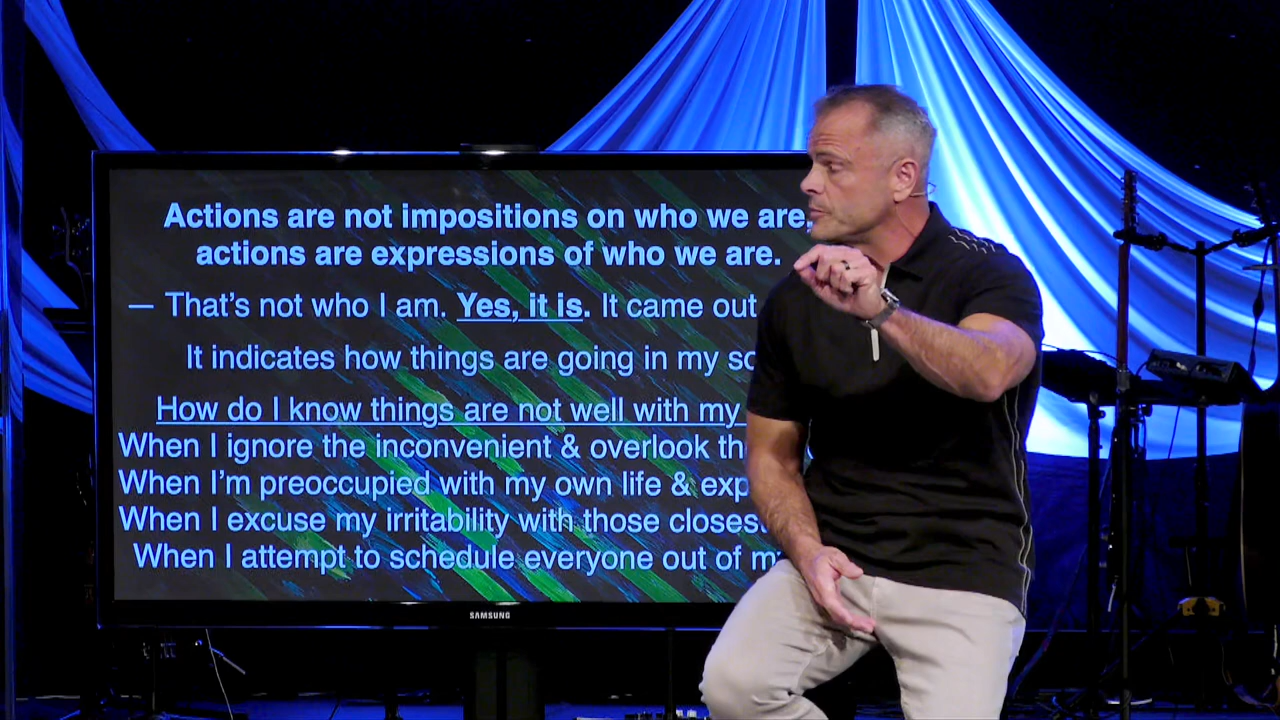 Actions are not impositions on who we are,
actions are expressions of who we are.
— That's not who I am. Yes, it is. It came out
It indicates how things are going in my
How do I know things are not well with my
When I ignore the inconvenient & overlook
When I'm preoccupied with my own life &
When I excuse my irritability with those
When I attempt to schedule everyone out of
SAMSUNG